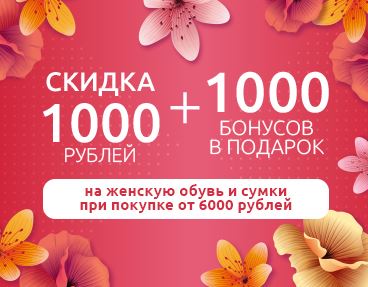 СКИДКА
1000
РУБЛЕЙ
+
1000
БОНУСОВ
В ПОДАРОК
на женскую обувь и сумки
при покупке от 6000 рублей